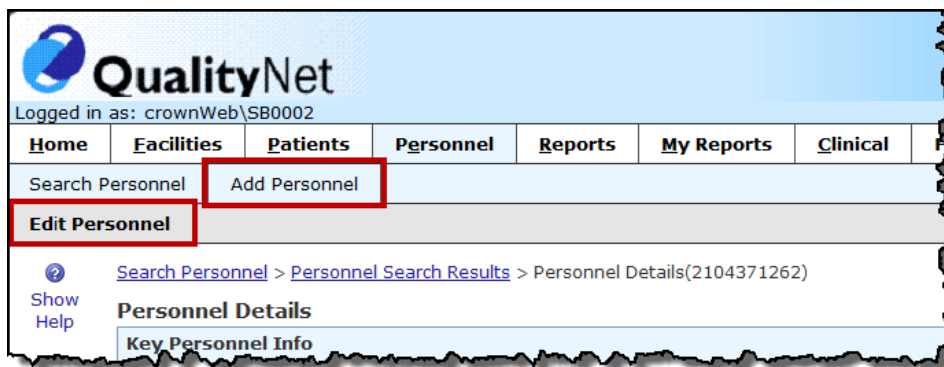 QualityNet
Logged in as: crownWeb\SB0002
Home Facilities Patients Personnel Reports My Reports Clinical
Search Personnel Add Personnel
Edit Personnel
Search Personnel > Personnel Search Results > Personnel Details(2104371262)
Show
Help
Personnel Details
Key Personnel Info